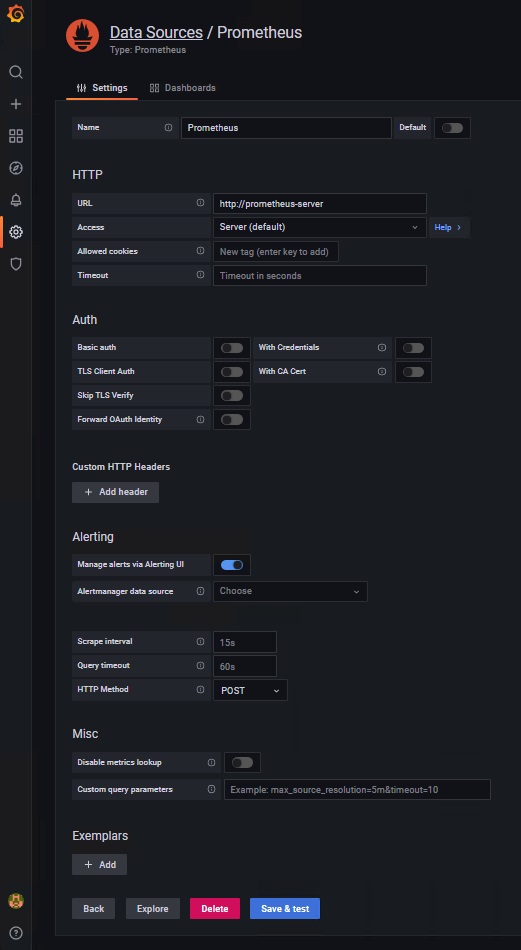 Data Sources / Prometheus
Type: Prometheus
Settings
Dashboards
Name
Prometheus
Default
HTTP
URL
http://prometheus-server
Access
Server (default)
Help
Allowed cookies
New tag (enter key to add)
Timeout
Timeout in seconds
Auth
Basic auth
With Credentials
TLS Client Auth
With CA Cert
Skip TLS Verify
Forward OAuth Identity
Custom HTTP Headers
+ Add header
Alerting
Manage alerts via Alerting UI
Alertmanager data source
Choose
Scrape interval
15s
Query timeout
60s
HTTP Method
POST
Misc
Disable metrics lookup
Custom query parameters
Example: max_source_resolution=5m&timeout=10
Exemplars
+ Add
Back
Explore
Delete
Save & test